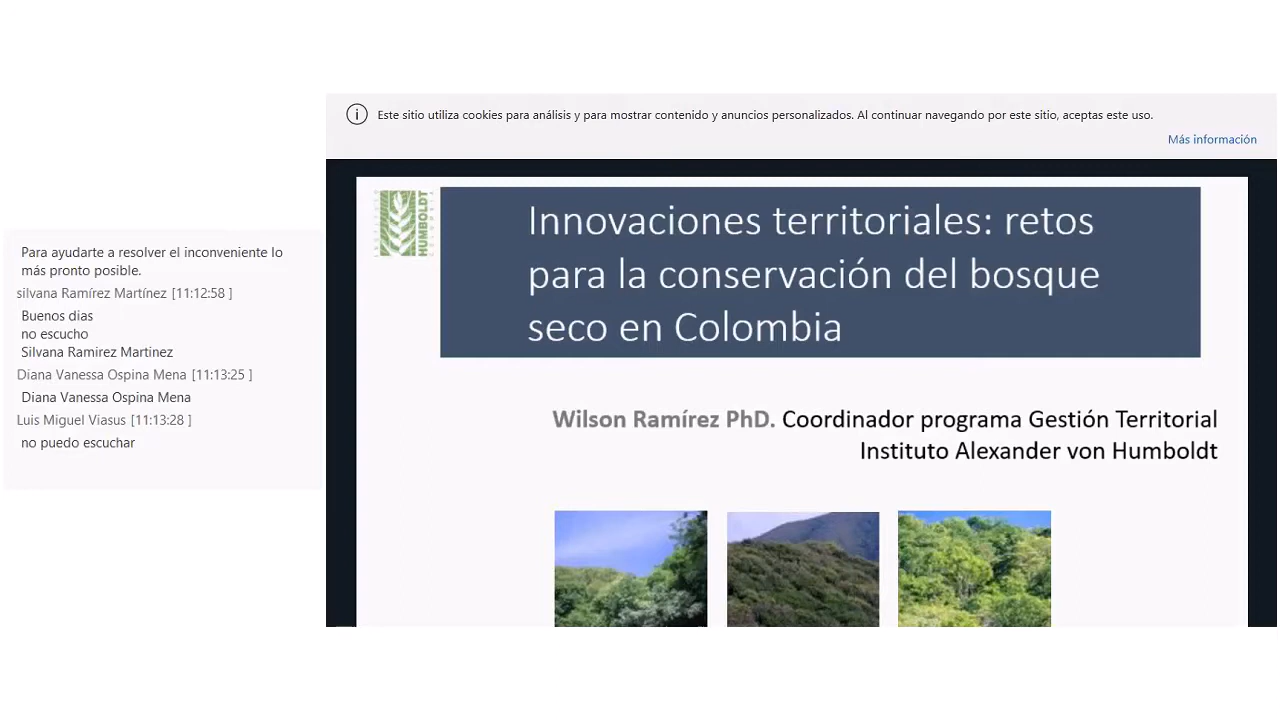 Este sitio utiliza cookies para análisis y para mostrar contenido y anuncios personalizados. Al continuar navegando por este sitio, aceptas este uso.
Más información
Para ayudarte a resolver el inconveniente lo
más pronto posible.
silvana Ramírez Martínez [11:12:58 ]
Buenos dias
no escucho
Silvana Ramirez Martinez
Diana Vanessa Ospina Mena [11:13:25 ]
Diana Vanessa Ospina Mena
Luis Miguel Viasus [11:13:28 ]
no puedo escuchar
HUMBOLDT
Innovaciones territoriales: retos
para la conservación del bosque
seco en Colombia
Wilson Ramírez PhD. Coordinador programa Gestión Territorial
Instituto Alexander von Humboldt